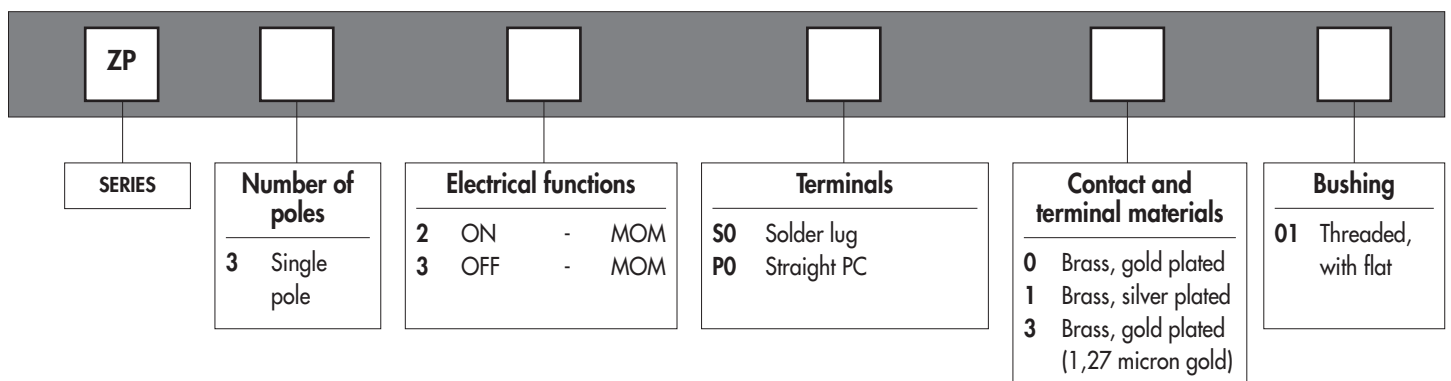 ZP
SERIES
Number of
poles
3 Single
pole
Electrical functions
2 ON - MOM
3 OFF - MOM
Terminals
S0 Solder lug
P0 Straight PC
Contact and
terminal materials
0 Brass, gold plated
1 Brass, silver plated
3 Brass, gold plated
(1,27 micron gold)
Bushing
01 Threaded,
with flat